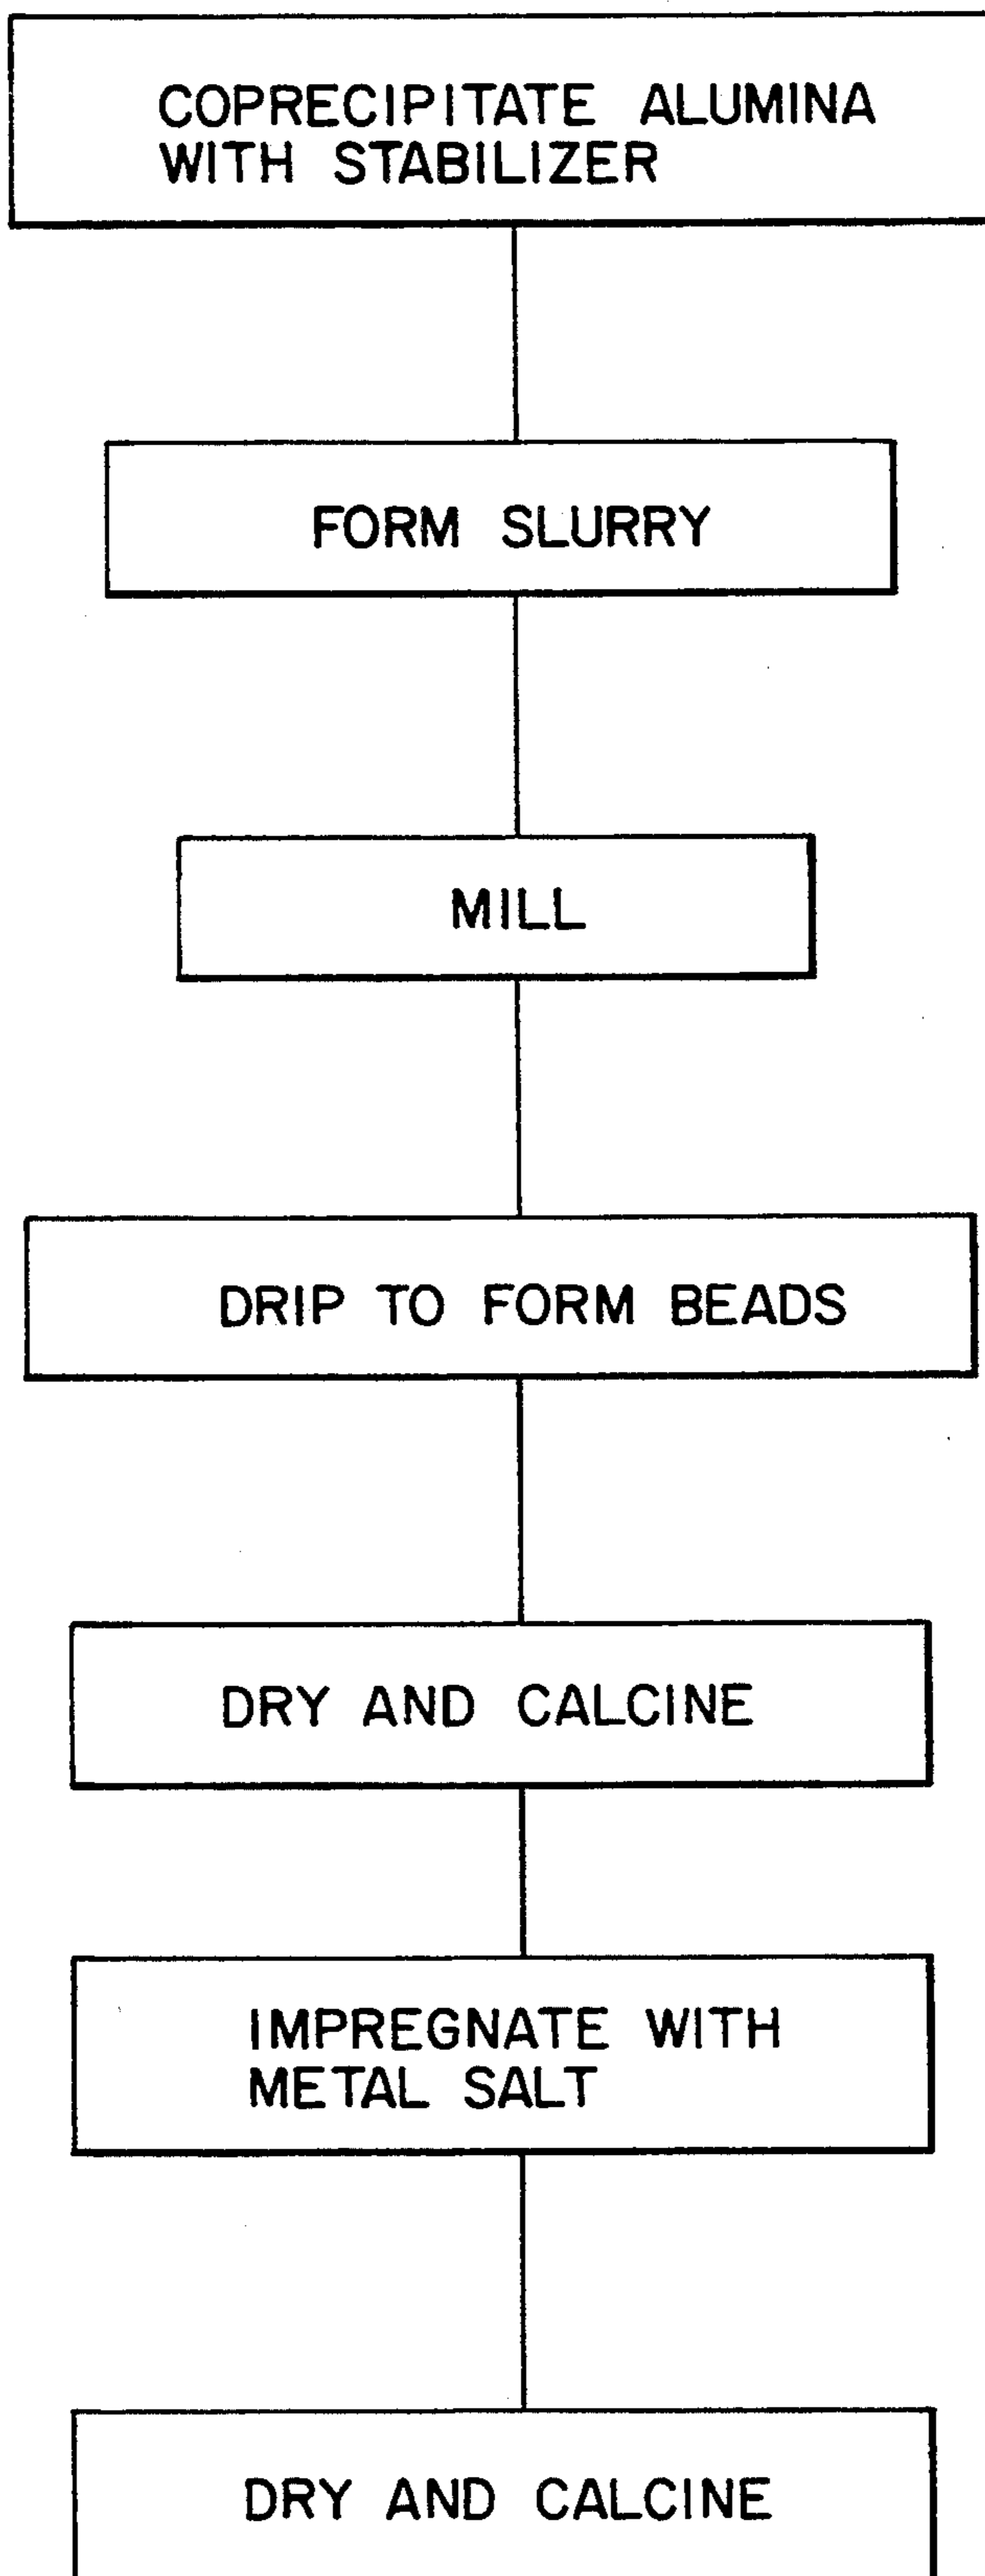 COPRECIPITATE ALUMINA
WITH STABILIZER
FORM SLURRY
MILL
DRIP TO FORM BEADS
DRY AND CALCINE
IMPREGNATE WITH
METAL SALT
DRY AND CALCINE